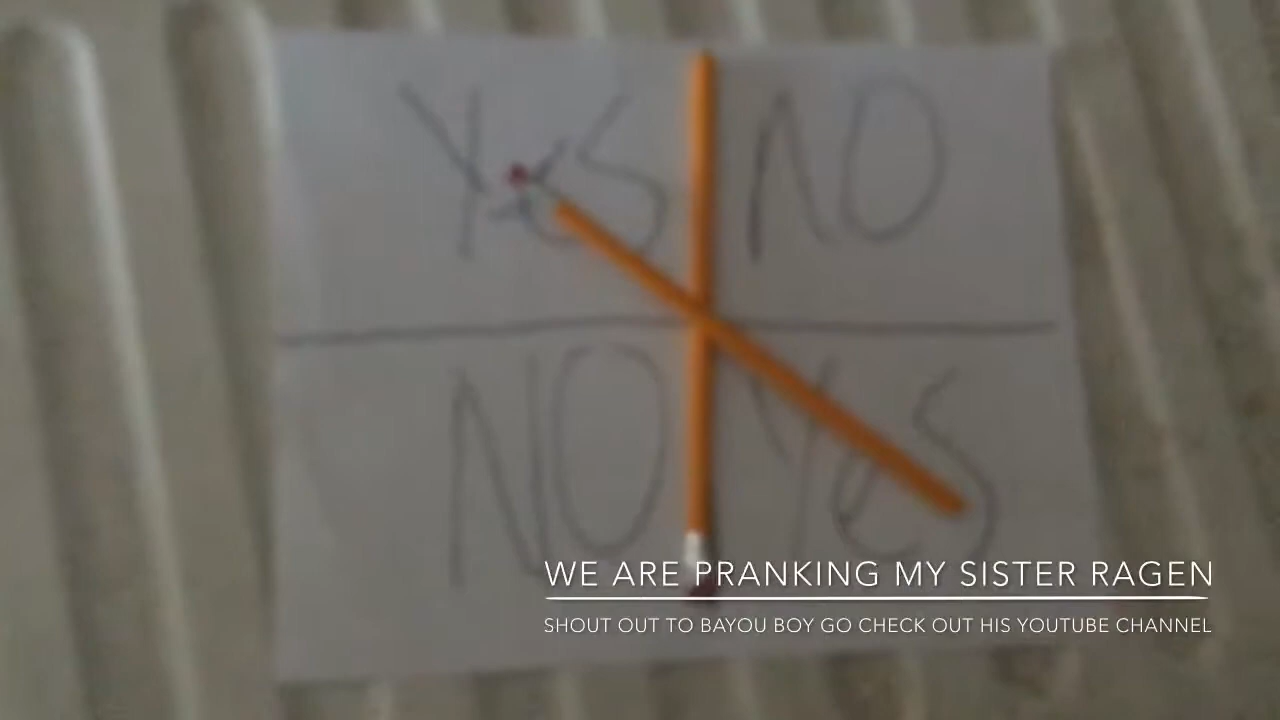 Yes NO
NO Yes
WE ARE PRANKING MY SISTER RAGEN
SHOUT OUT TO BAYOU BOY GO CHECK OUT HIS YOUTUBE CHANNEL